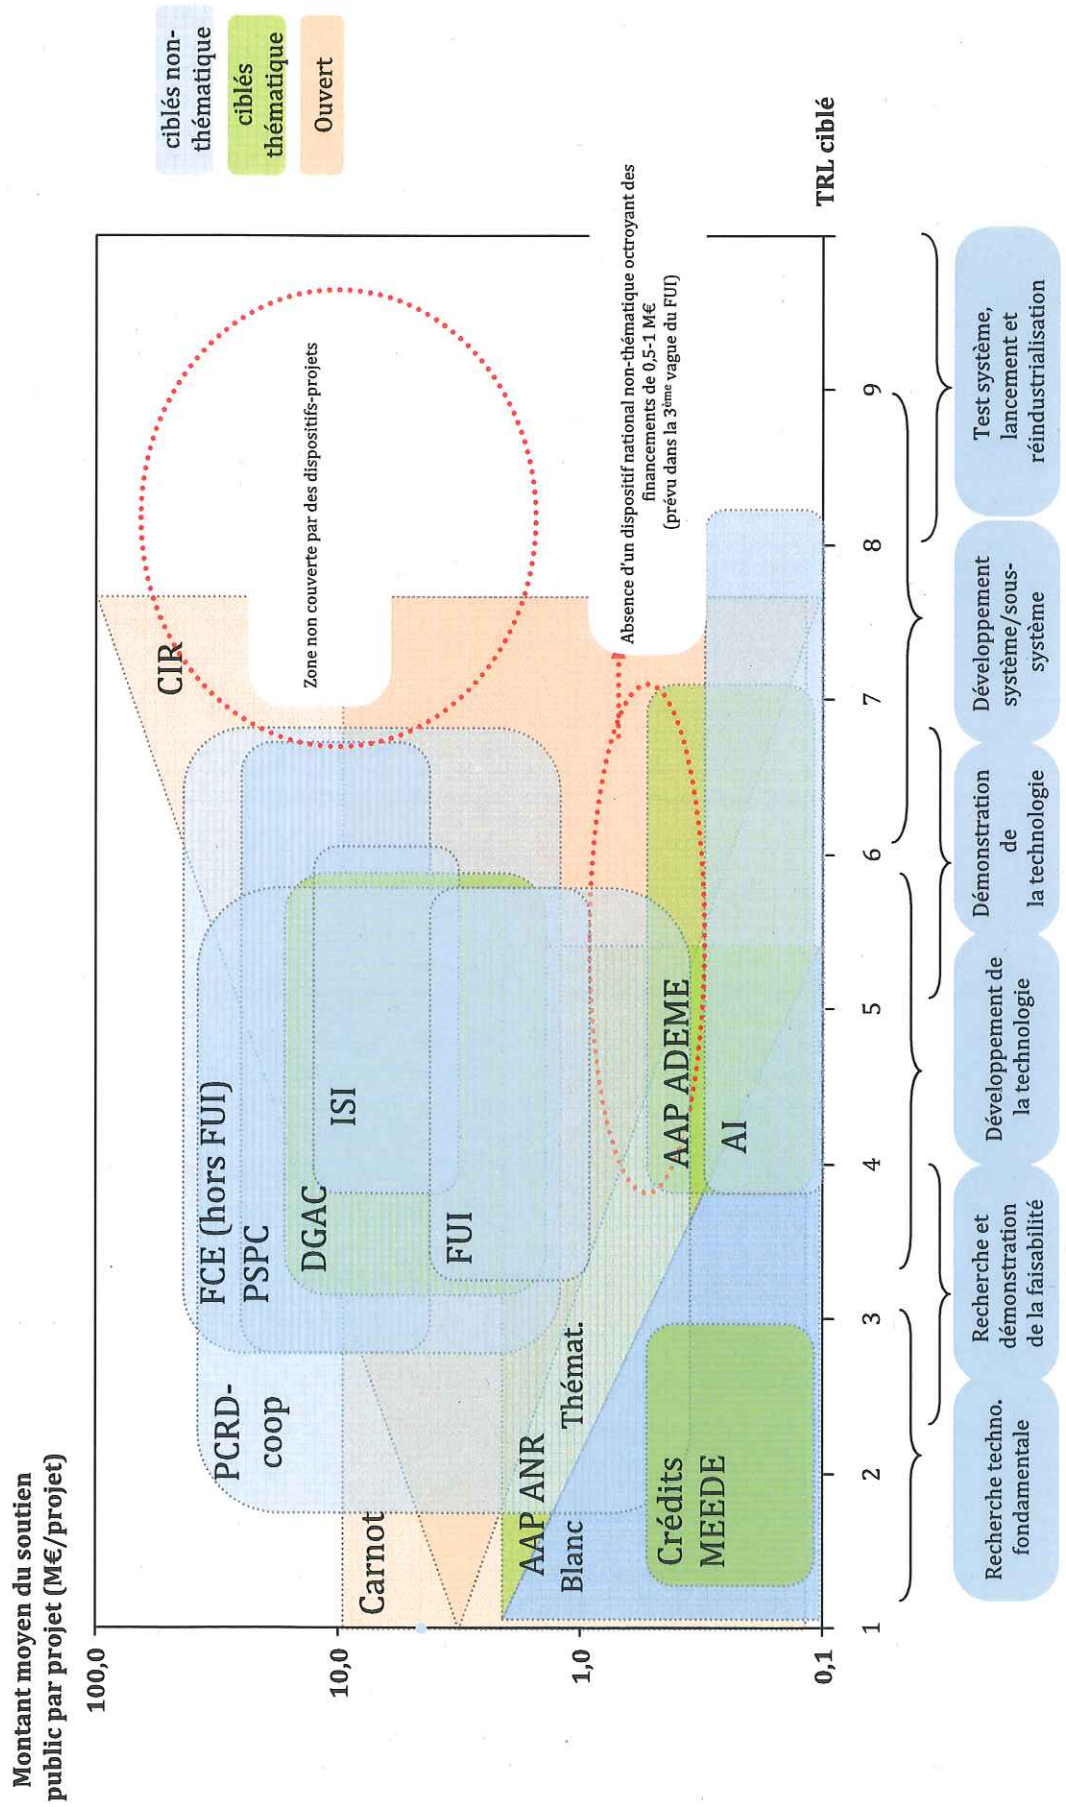 Montant moyen du soutien
public par projet (M€/projet)
ciblés non-
thématique
ciblés
thématique
Ouvert
100,0
10,0
1,0
0,1
CIR
Zone non couverte par des dispositifs-projets
Absence d'un dispositif national non-thématique octroyant des
financements de 0,5-1 M€
(prévu dans la 3ème vague du FUI)
PCRD-
coop
FCE (hors FUI)
PSPC
DGAC
ISI
FUI
Carnot
AAP ANR
Blanc
Thémat.
AAP ADEME
AI
Crédits
MEEDE
TRL ciblé
1
2
3
4
5
6
7
8
9
Recherche techno.
fondamentale
Recherche et
démonstration
de la faisabilité
Développement de
la technologie
Démonstration
de
la technologie
Développement
système/sous-
système
Test système,
lancement et
réindustrialisation